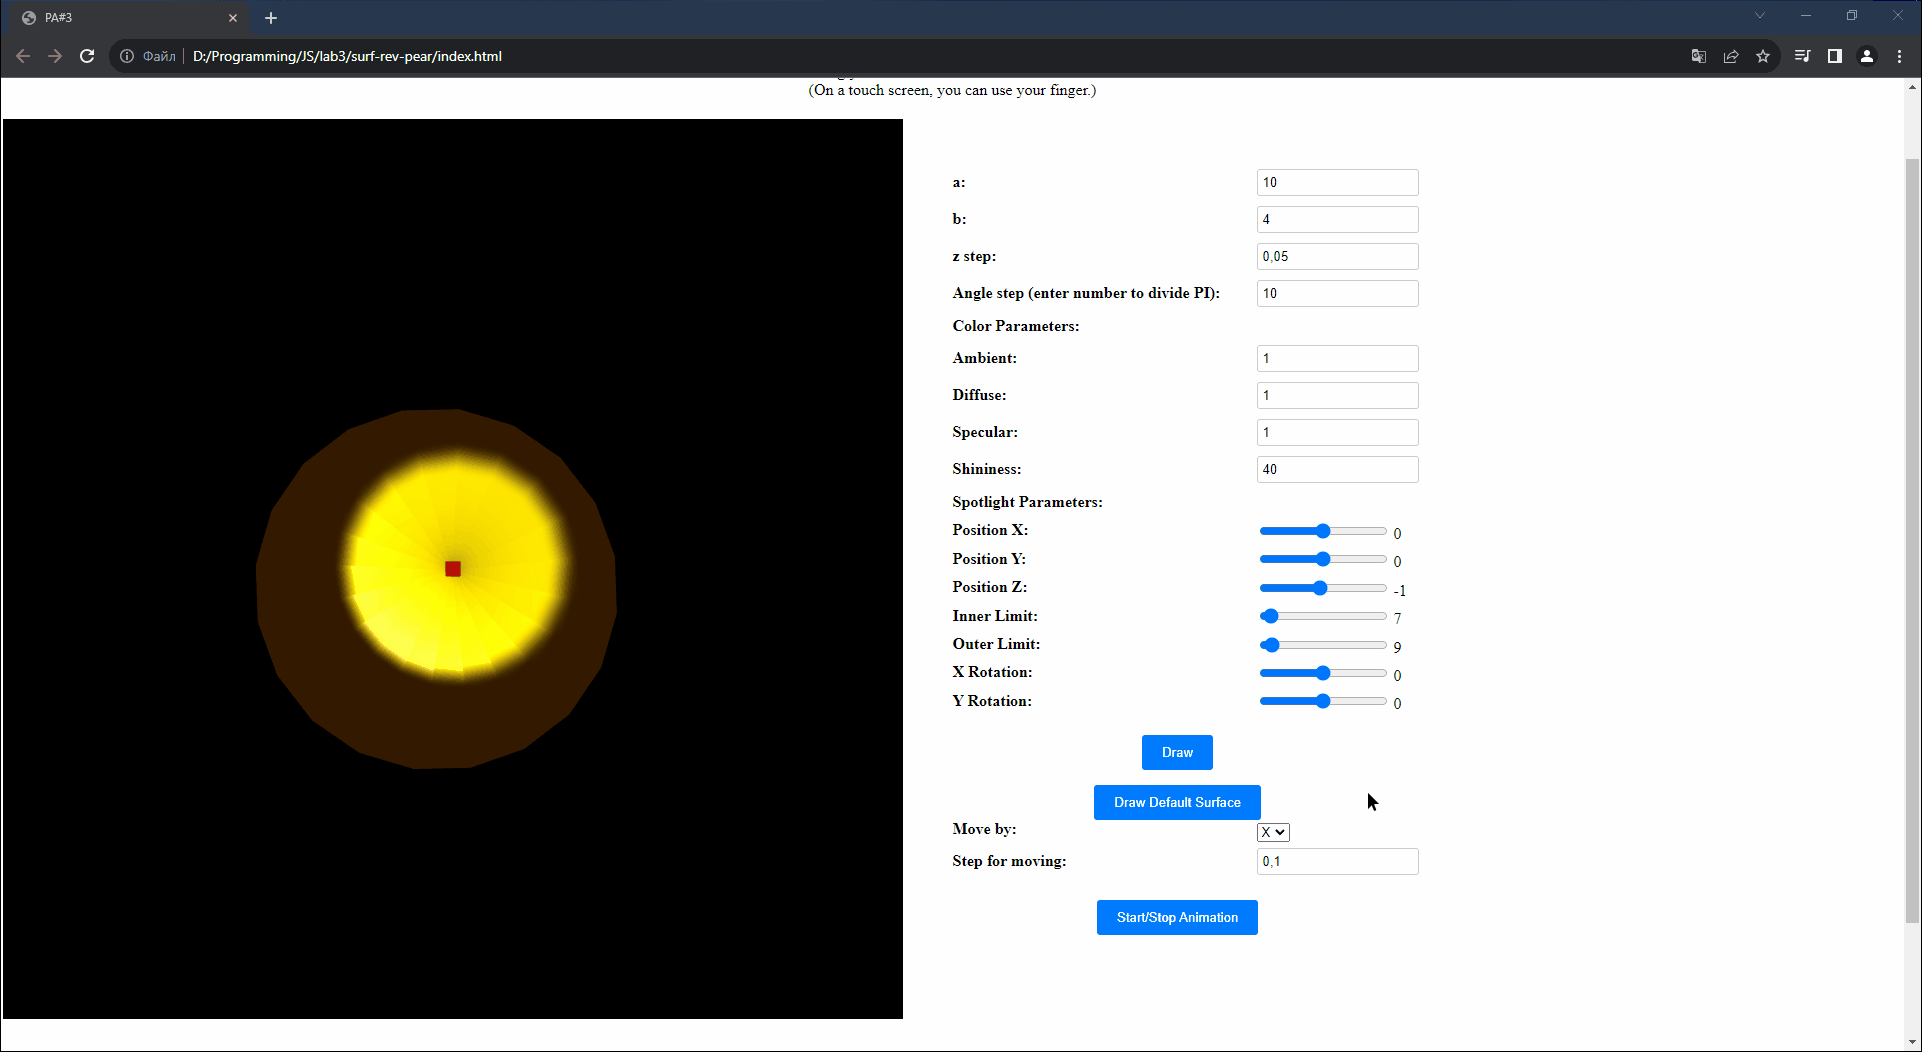 PA#3
Файл D:/Programming/JS/lab3/surf-rev-pear/index.html
(On a touch screen, you can use your finger.)
a: 10
b: 4
z step: 0,05
Angle step (enter number to divide PI): 10
Color Parameters:
Ambient: 1
Diffuse: 1
Specular: 1
Shininess: 40
Spotlight Parameters:
Position X: 0
Position Y: 0
Position Z: -1
Inner Limit: 7
Outer Limit: 9
X Rotation: 0
Y Rotation: 0
Draw
Draw Default Surface
Move by: X
Step for moving: 0,1
Start/Stop Animation